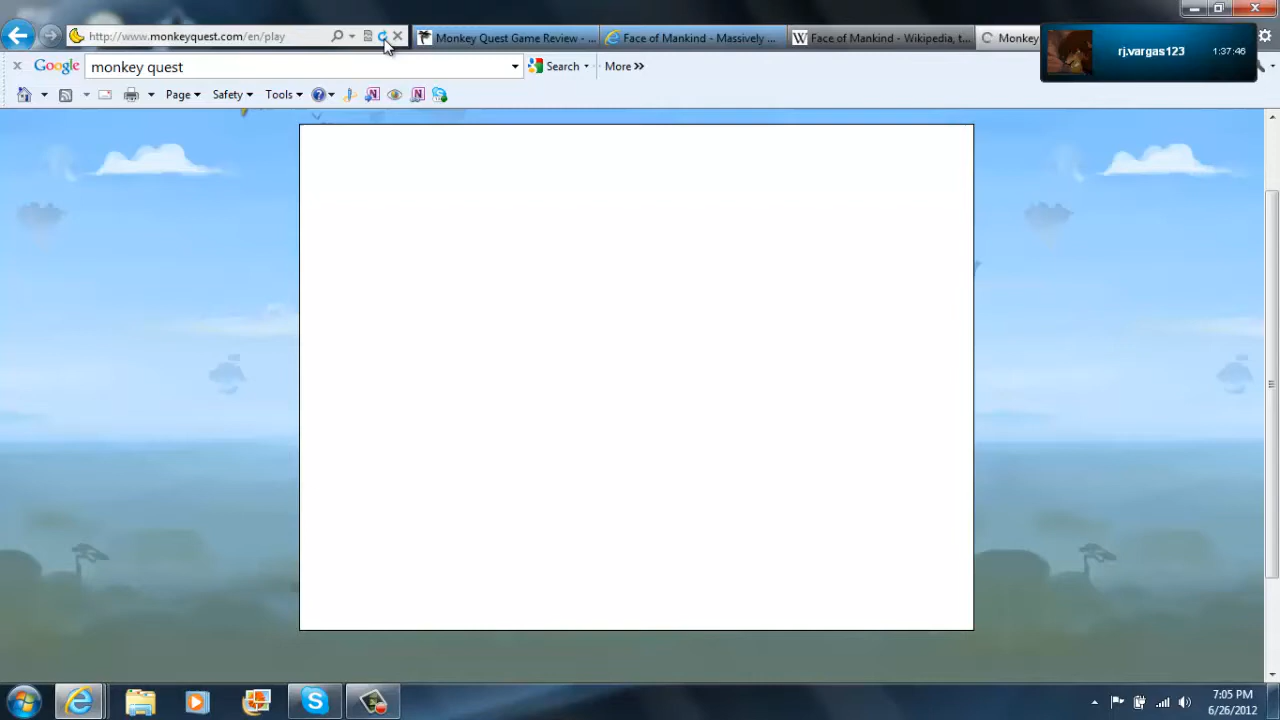 http://www.monkeyquest.com/en/play
Monkey Quest Game Review - ...
Face of Mankind - Massively ...
Face of Mankind - Wikipedia, t...
Monkey
rj.vargas123
1:37:46
Google
monkey quest
Search
More »
Page
Safety
Tools
7:05 PM
6/26/2012